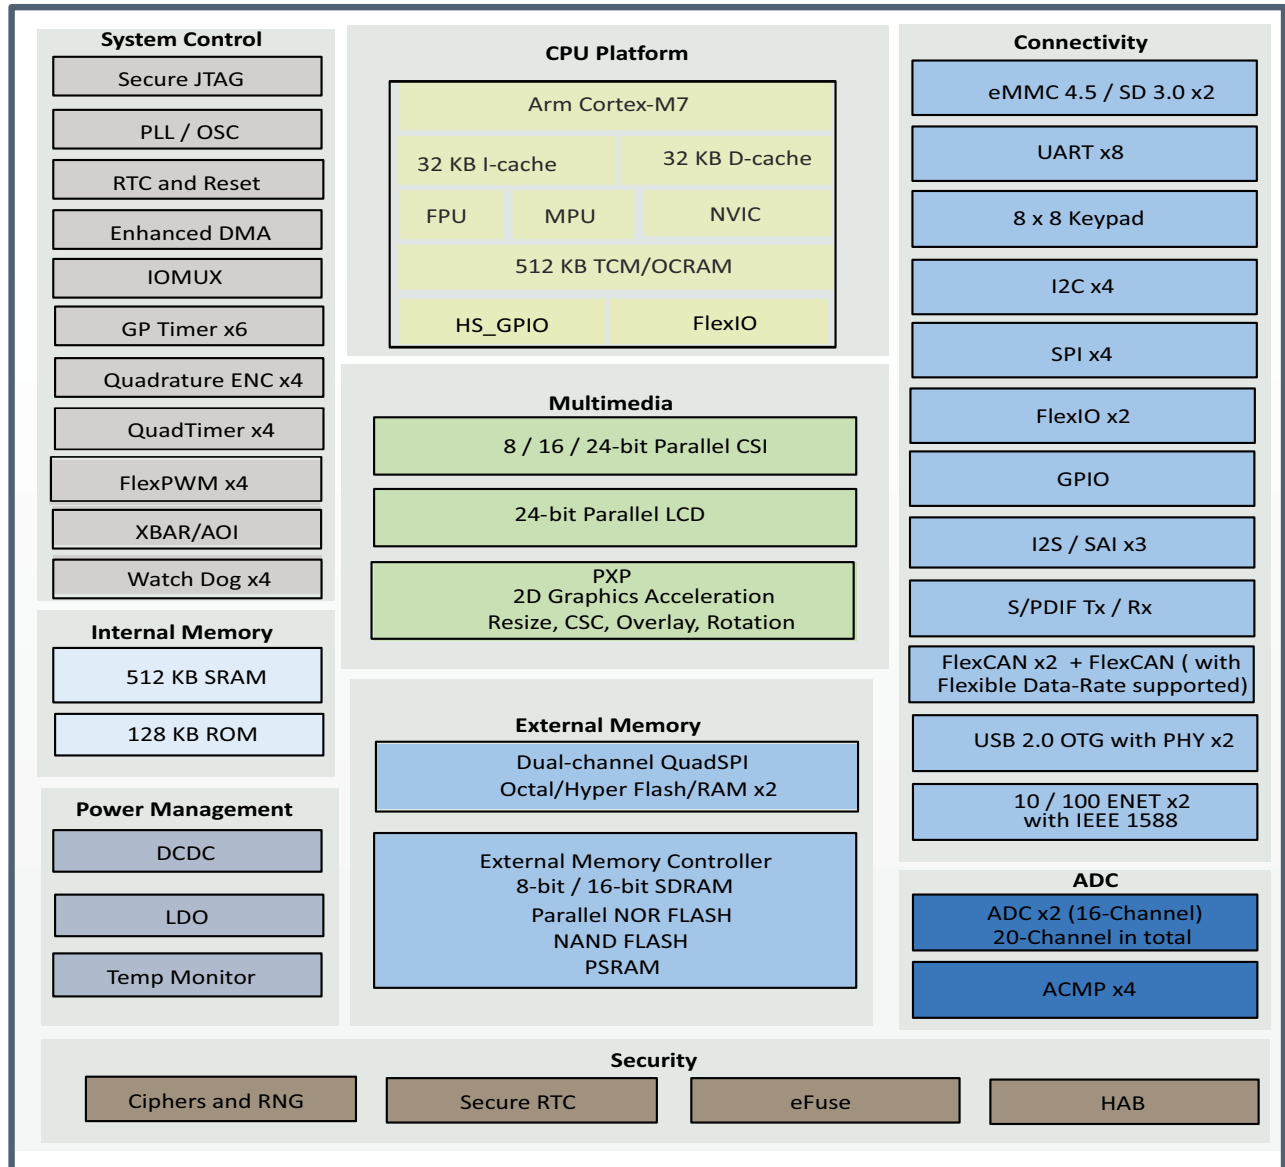 System Control
Secure JTAG
PLL / OSC
RTC and Reset
Enhanced DMA
IOMUX
GP Timer x6
Quadrature ENC x4
QuadTimer x4
FlexPWM x4
XBAR/AOI
Watch Dog x4
Internal Memory
512 KB SRAM
128 KB ROM
Power Management
DCDC
LDO
Temp Monitor
CPU Platform
Arm Cortex-M7
32 KB I-cache
32 KB D-cache
FPU
MPU
NVIC
512 KB TCM/OCRAM
HS_GPIO
FlexIO
Multimedia
8 / 16 / 24-bit Parallel CSI
24-bit Parallel LCD
PXP
2D Graphics Acceleration
Resize, CSC, Overlay, Rotation
External Memory
Dual-channel QuadSPI
Octal/Hyper Flash/RAM x2
External Memory Controller
8-bit / 16-bit SDRAM
Parallel NOR FLASH
NAND FLASH
PSRAM
Connectivity
eMMC 4.5 / SD 3.0 x2
UART x8
8 x 8 Keypad
I2C x4
SPI x4
FlexIO x2
GPIO
I2S / SAI x3
S/PDIF Tx / Rx
FlexCAN x2 + FlexCAN ( with
Flexible Data-Rate supported)
USB 2.0 OTG with PHY x2
10 / 100 ENET x2
with IEEE 1588
ADC
ADC x2 (16-Channel)
20-Channel in total
ACMP x4
Security
Ciphers and RNG
Secure RTC
eFuse
HAB